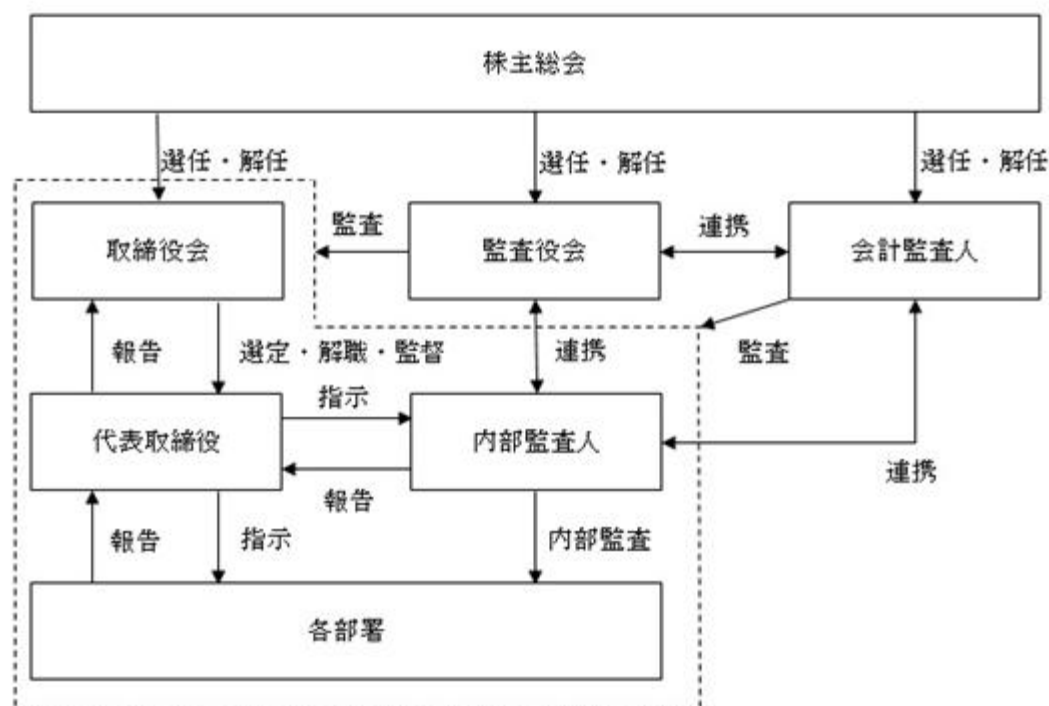 株主総会
選任・解任
選任・解任
選任・解任
取締役会
監査
監査役会
連携
会計監査人
報告
選定・解職・監督
連携
監査
指示
代表取締役
内部監査人
報告
連携
報告
指示
内部監査
各部署